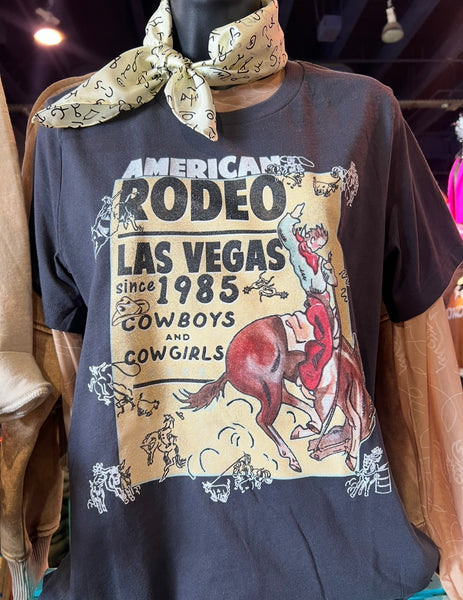 AMERICAN
RODEO
LAS VEGAS
since 1985
COWBOYS
AND
COWGIRLS